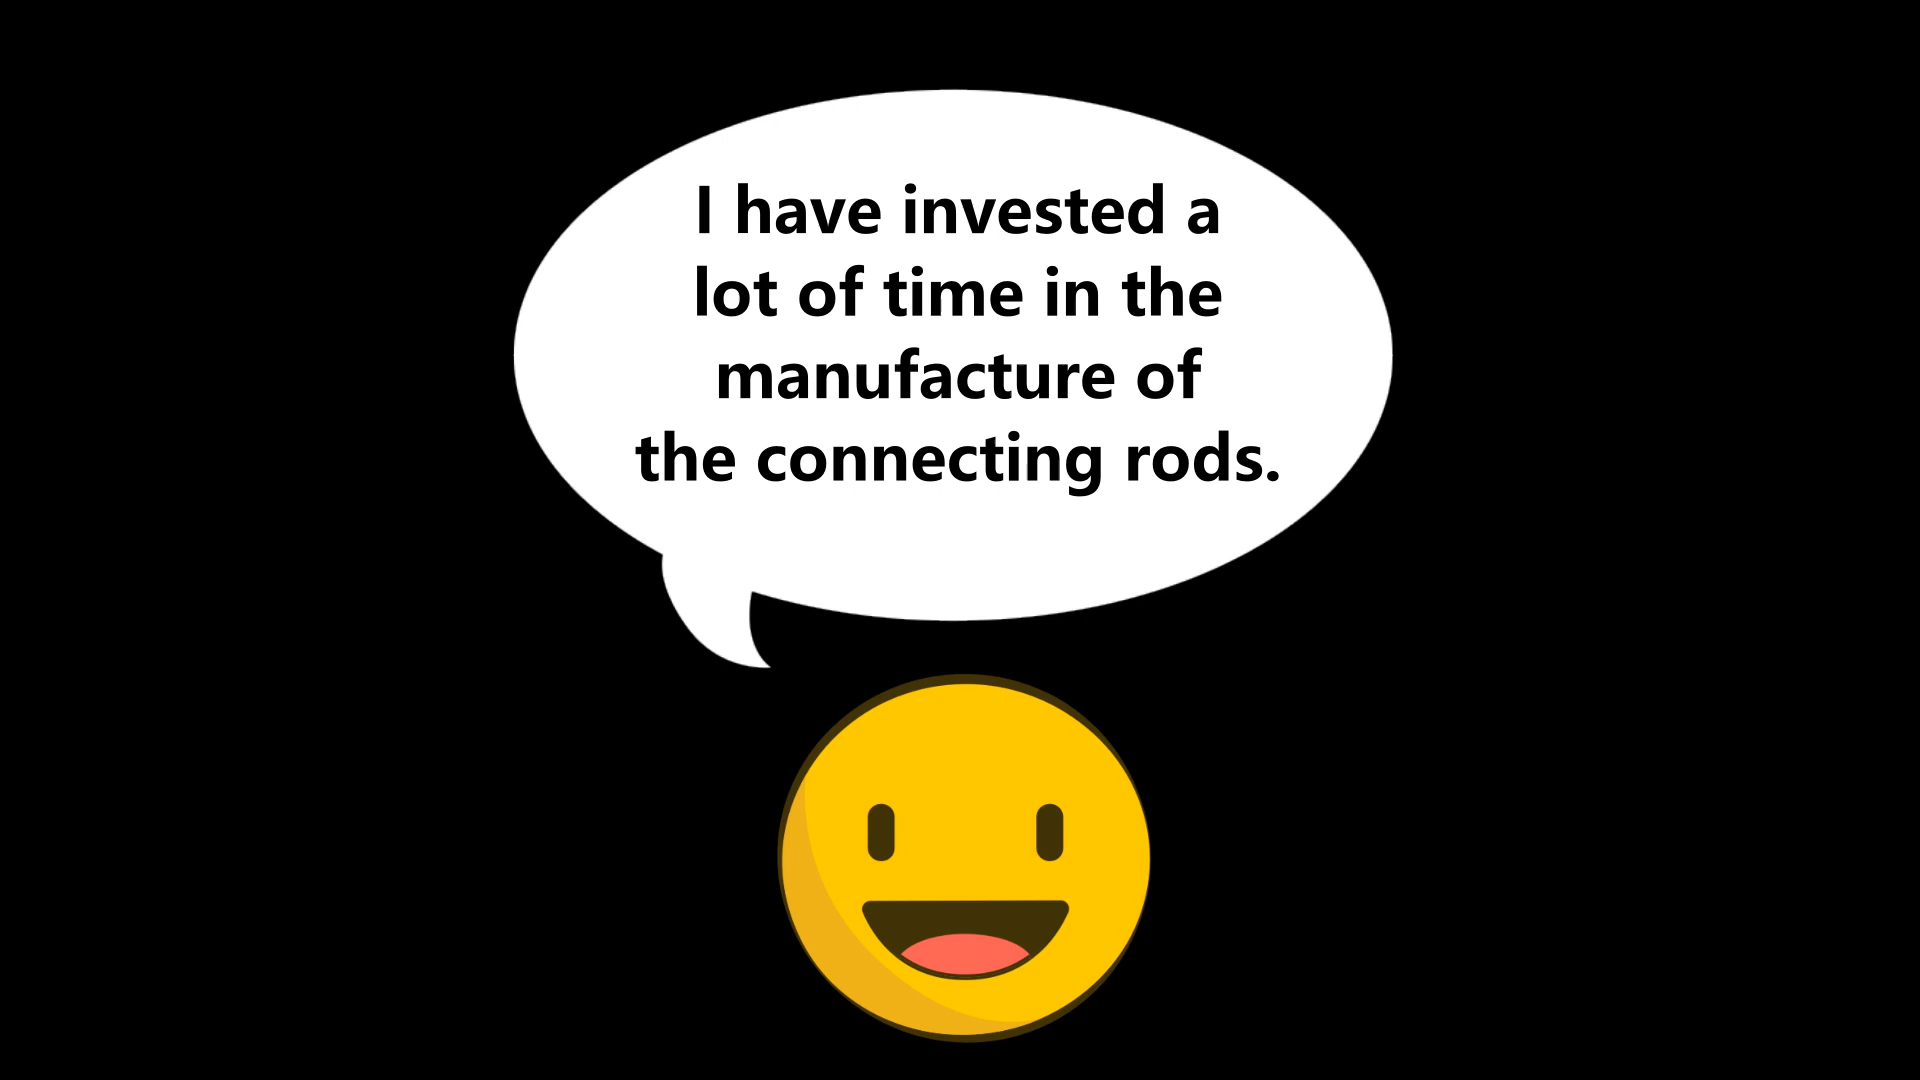 I have invested a
lot of time in the
manufacture of
the connecting rods.